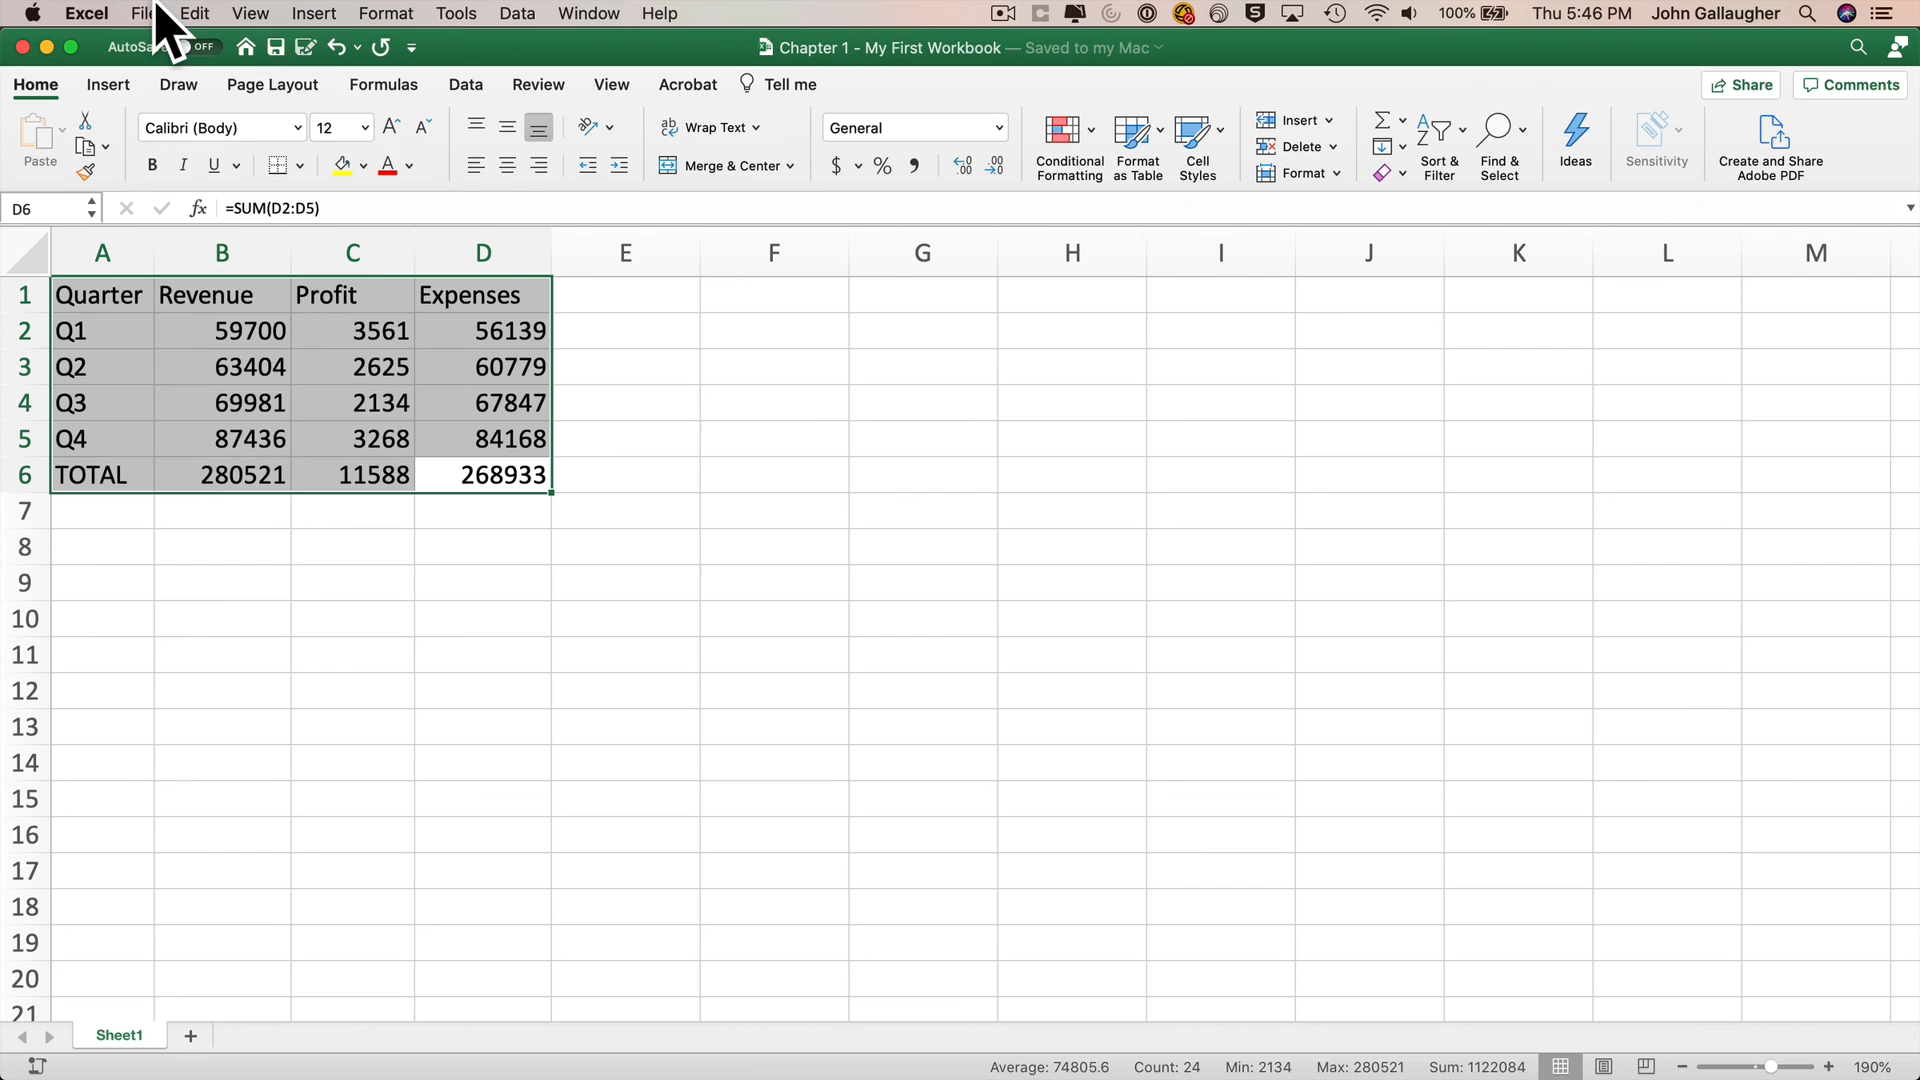 Excel Edit View Insert Format Tools Data Window Help 100% Thu 5:46 PM John Gallaugher
OFF Chapter 1 - My First Workbook — Saved to my Mac
Home Insert Draw Page Layout Formulas Data Review View Acrobat Tell me Share Comments
Paste Calibri (Body) 12 Wrap Text General Insert
B I U Merge & Center $ % Delete Format
Conditional Formatting Format as Table Cell Styles Sort & Filter Find & Select Ideas Sensitivity Create and Share Adobe PDF
D6 fx =SUM(D2:D5)
A B C D E F G H I J K L M
1 Quarter Revenue Profit Expenses
2 Q1 59700 3561 56139
3 Q2 63404 2625 60779
4 Q3 69981 2134 67847
5 Q4 87436 3268 84168
6 TOTAL 280521 11588 268933
7
8
9
10
11
12
13
14
15
16
17
18
19
20
21
Sheet1 +
Average: 74805.6 Count: 24 Min: 2134 Max: 280521 Sum: 1122084 190%